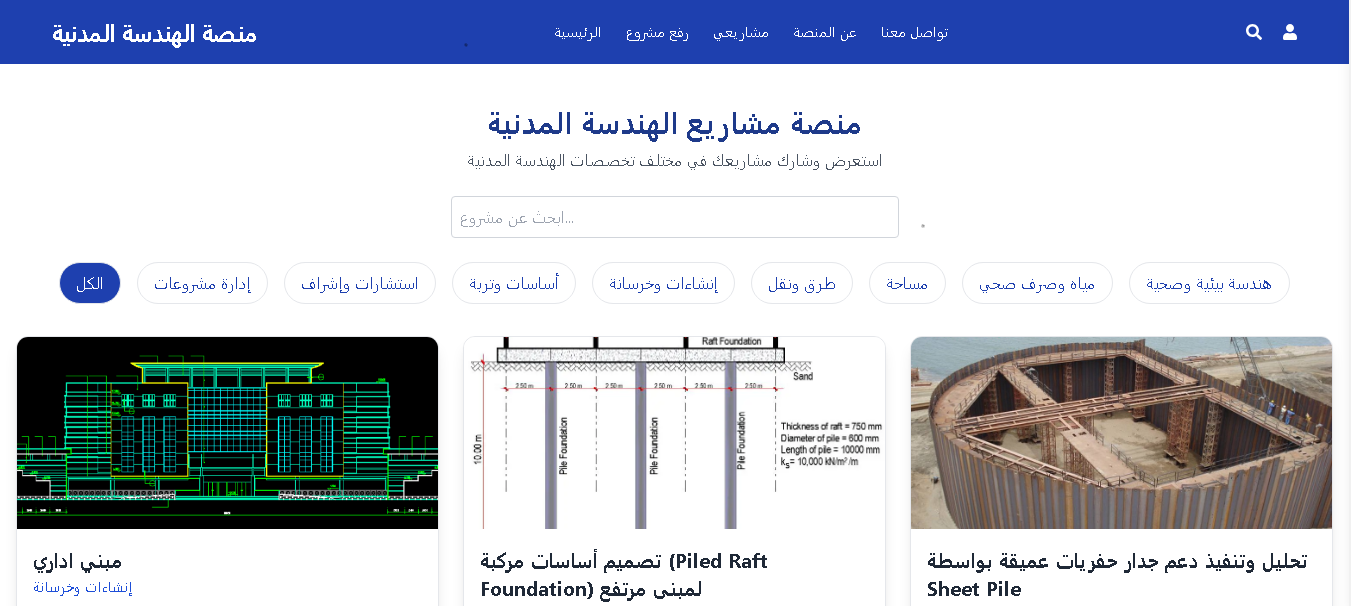 منصة الهندسة المدنية
الرئيسية
رفع مشروع
مشاريعي
عن المنصة
تواصل معنا
منصة مشاريع الهندسة المدنية
استعرض وشارك مشاريعك في مختلف تخصصات الهندسة المدنية
ابحث عن مشروع...
الكل
إدارة مشروعات
استشارات وإشراف
أساسات وتربة
إنشاءات وخرسانة
طرق ونقل
مساحة
مياه وصرف صحي
هندسة بيئية وصحية
مبني اداري
إنشاءات وخرسانة
Raft Foundation
Sand
2.50 m
2.50 m
2.50 m
2.50 m
2.50 m
2.50 m
10.00 m
Pile Foundation
Pile Foundation
Pile Foundation
Thickness of raft = 750 mm
Diameter of pile = 600 mm
Length of pile = 10000 mm
ks= 10,000 kN/m²/m
تصميم أساسات مركبة (Piled Raft
Foundation) لمبنى مرتفع
تحليل وتنفيذ دعم جدار حفريات عميقة بواسطة
Sheet Pile